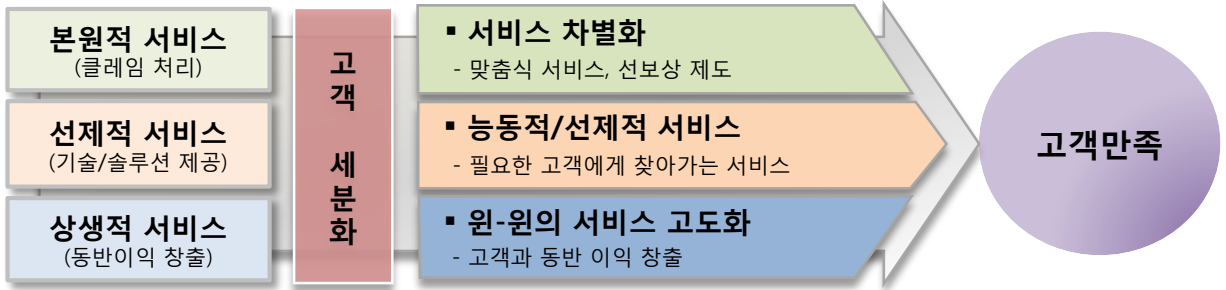 본원적 서비스
(클레임 처리)
선제적 서비스
(기술/솔루션 제공)
상생적 서비스
(동반이익 창출)
고객 세분화
▪ 서비스 차별화
- 맞춤식 서비스, 선보상 제도
▪ 능동적/선제적 서비스
- 필요한 고객에게 찾아가는 서비스
▪ 윈-윈의 서비스 고도화
- 고객과 동반 이익 창출
고객만족